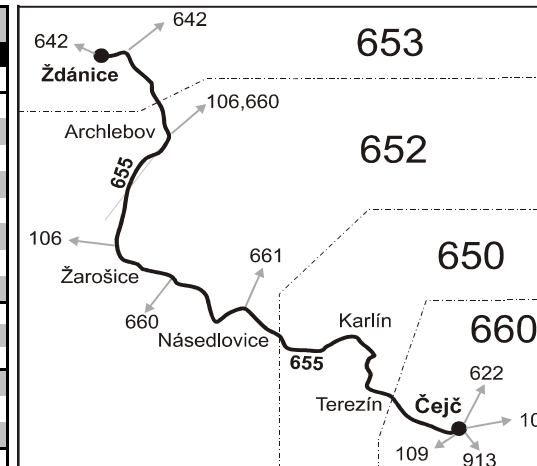 642
642
653
Ždánice
106,660
Archlebov
652
655
106
661
650
Žarošice
660
Násedlovice
Karlín
660
655
622
Terezín
Čejč
109
913